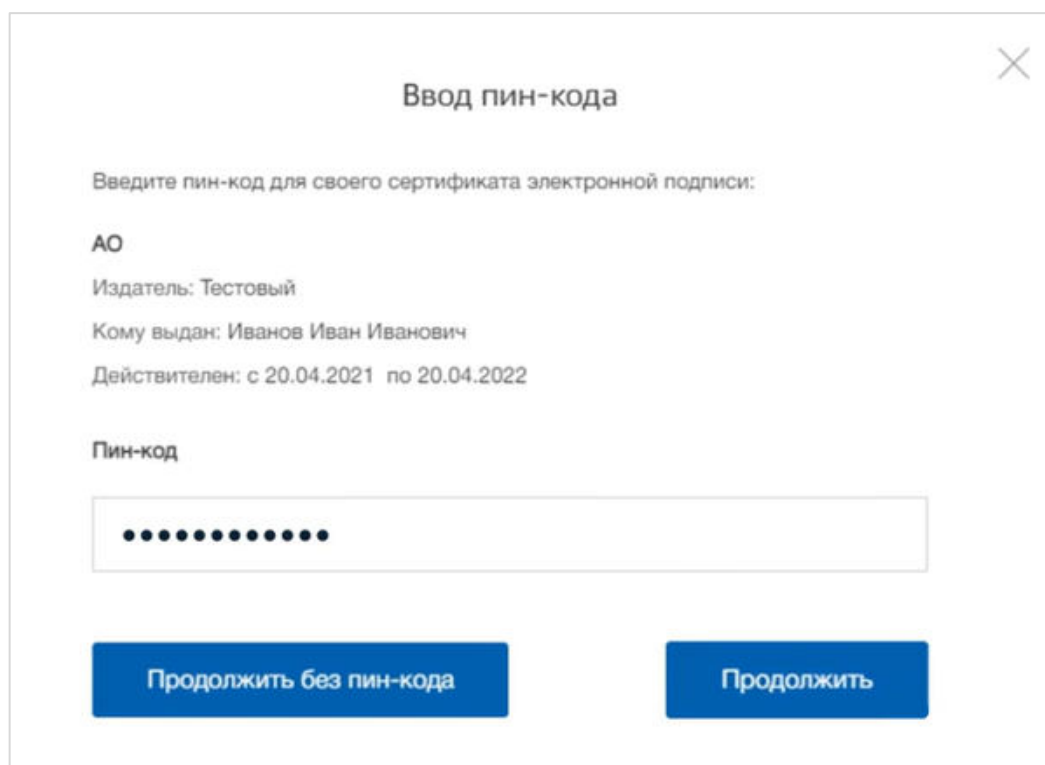 Ввод пин-кода
Введите пин-код для своего сертификата электронной подписи:
АО
Издатель: Тестовый
Кому выдан: Иванов Иван Иванович
Действителен: с 20.04.2021 по 20.04.2022
Пин-код
••••••••••••
Продолжить без пин-кода
Продолжить